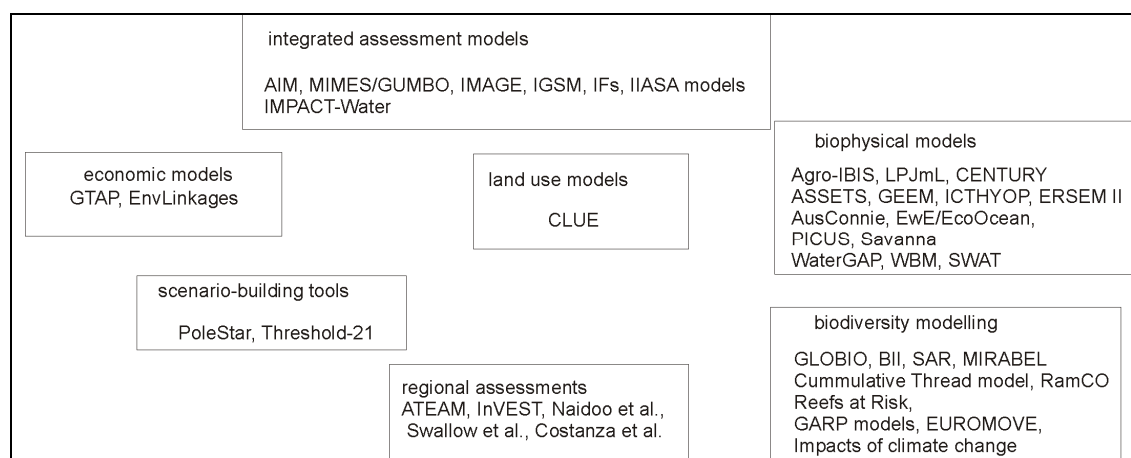 integrated assessment models
AIM, MIMES/GUMBO, IMAGE, IGSM, IFs, IIASA models
IMPACT-Water
economic models
GTAP, EnvLinkages
land use models
CLUE
biophysical models
Agro-IBIS, LPJmL, CENTURY
ASSETS, GEEM, ICTHYOP, ERSEM II
AusConnie, EwE/EcoOcean,
PICUS, Savanna
WaterGAP, WBM, SWAT
scenario-building tools
PoleStar, Threshold-21
regional assessments
ATEAM, InVEST, Naidoo et al.,
Swallow et al., Costanza et al.
biodiversity modelling
GLOBIO, BII, SAR, MIRABEL
Cummulative Thread model, RamCO
Reefs at Risk,
GARP models, EUROMOVE,
Impacts of climate change